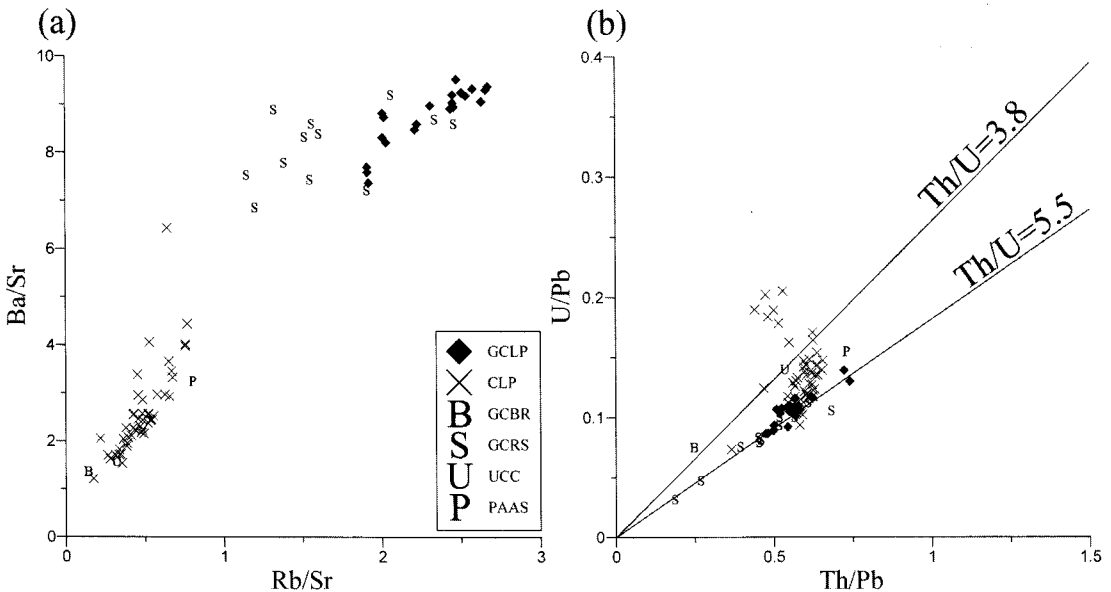 (a)
10
8
6
4
2
0
Ba/Sr
0
1
2
3
Rb/Sr
S
S
S
S
S
S
S
S
S
S
S
S
S
P
B
U
GCLP
CLP
B GCBR
S GCRS
U UCC
P PAAS
(b)
0.4
0.3
0.2
0.1
0
U/Pb
0
0.5
1
1.5
Th/Pb
Th/U=3.8
Th/U=5.5
U
P
B
S
S
S
S
S
S
S